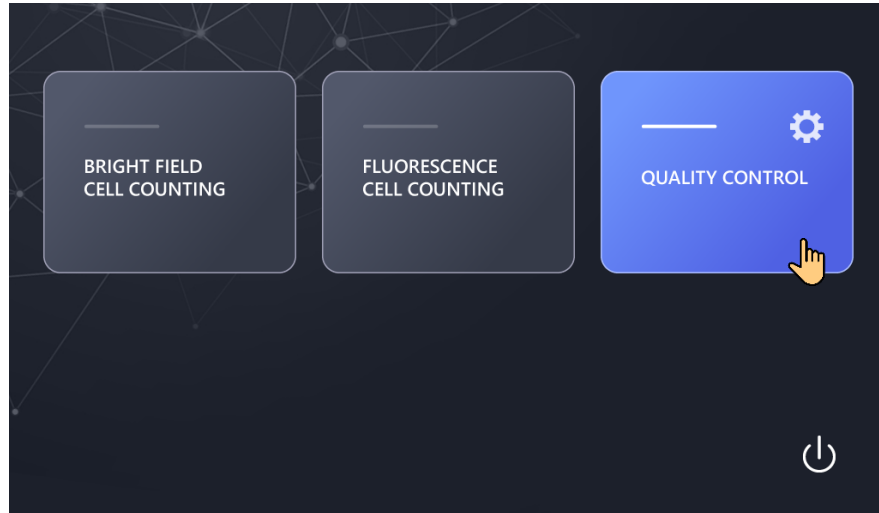 BRIGHT FIELD
CELL COUNTING
FLUORESCENCE
CELL COUNTING
QUALITY CONTROL